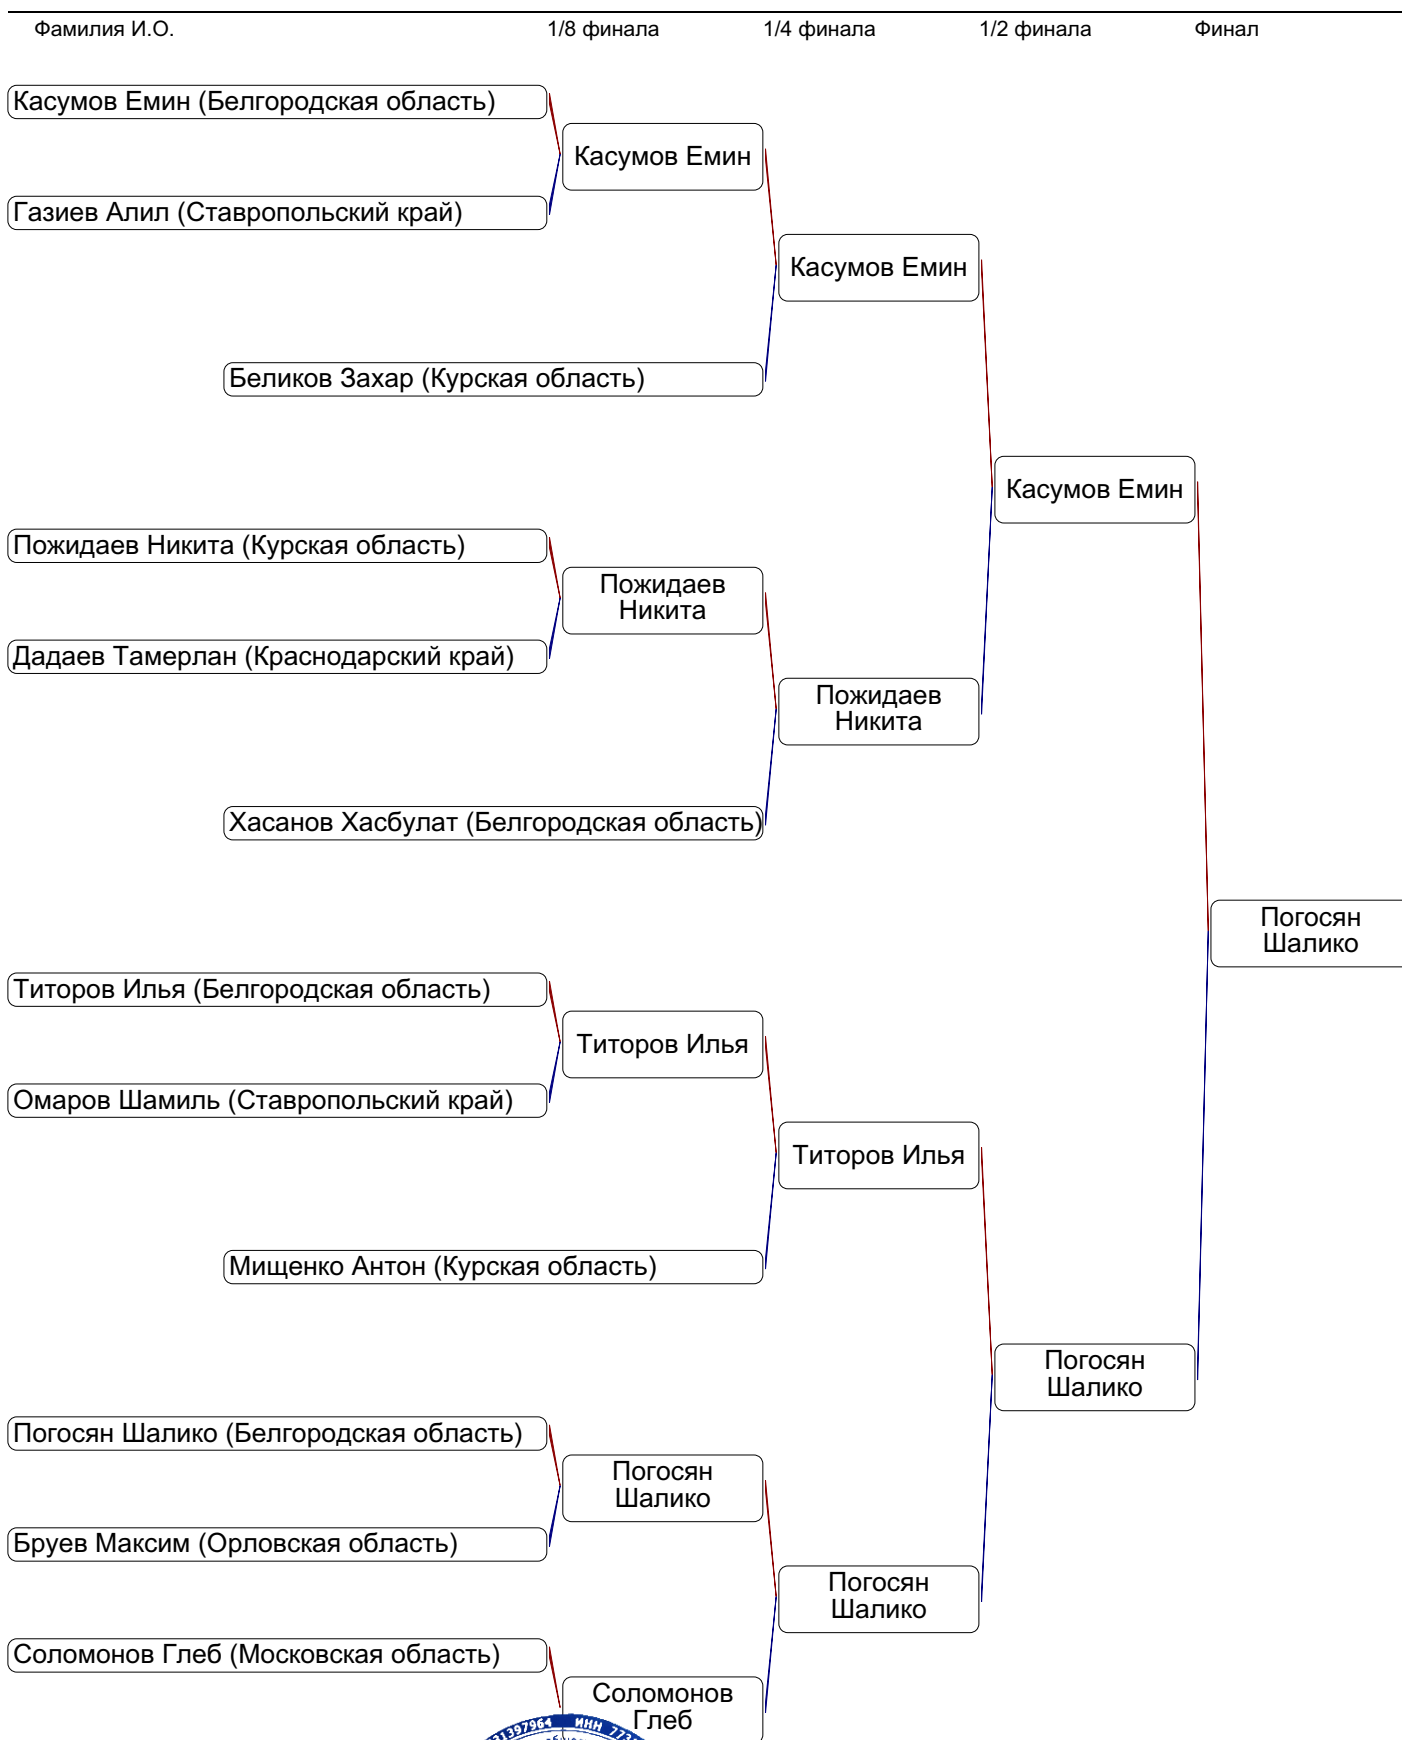 Фамилия И.О. 1/8 финала 1/4 финала 1/2 финала Финал
Касумов Емин (Белгородская область)
Касумов Емин
Газиев Алил (Ставропольский край)
Касумов Емин
Беликов Захар (Курская область)
Касумов Емин
Пожидаев Никита (Курская область)
Пожидаев
Никита
Дадаев Тамерлан (Краснодарский край)
Пожидаев
Никита
Хасанов Хасбулат (Белгородская область)
Погосян
Шалико
Титоров Илья (Белгородская область)
Титоров Илья
Омаров Шамиль (Ставропольский край)
Титоров Илья
Мищенко Антон (Курская область)
Погосян
Шалико
Погосян Шалико (Белгородская область)
Погосян
Шалико
Бруев Максим (Орловская область)
Погосян
Шалико
Соломонов Глеб (Московская область)
Соломонов
Глеб